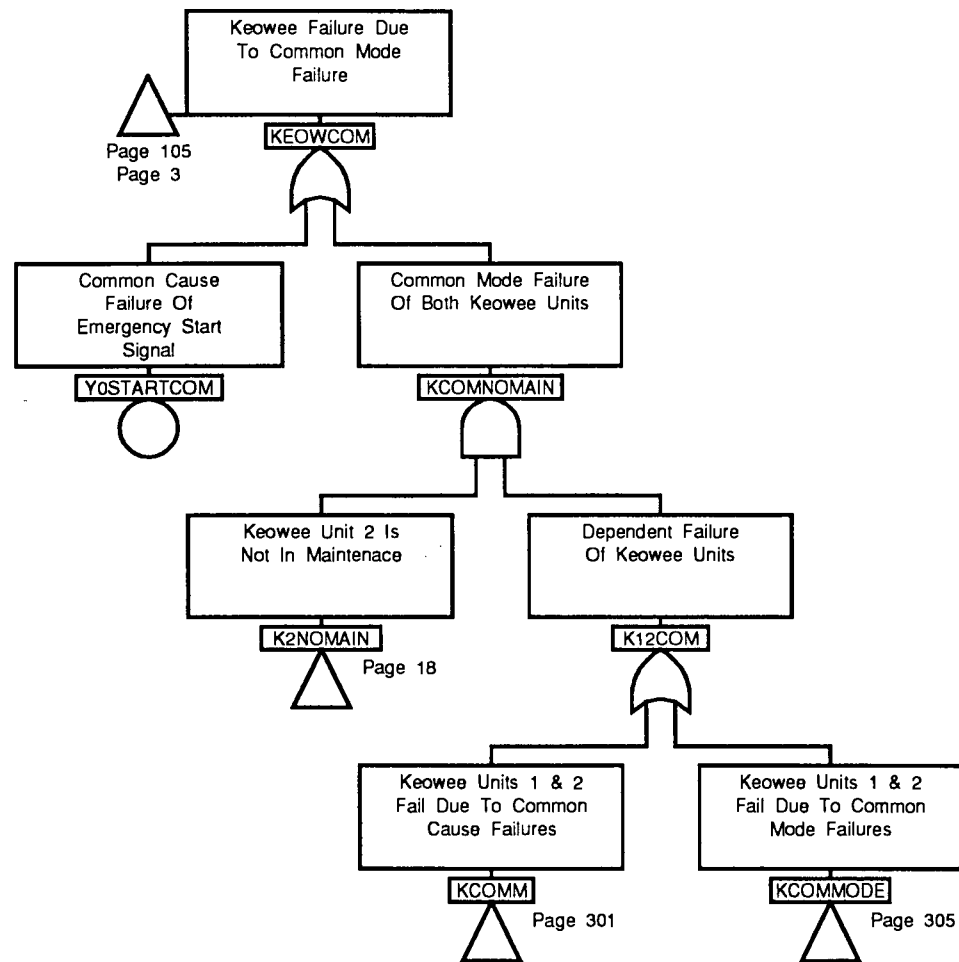 Keowee Failure Due
To Common Mode
Failure
KEOWCOM
Page 105
Page 3
Common Cause
Failure Of
Emergency Start
Signal
Y0STARTCOM
Common Mode Failure
Of Both Keowee Units
KCOMNOMAIN
Keowee Unit 2 Is
Not In Maintenace
K2NOMAIN
Page 18
Dependent Failure
Of Keowee Units
K12COM
Keowee Units 1 & 2
Fail Due To Common
Cause Failures
KCOMM
Page 301
Keowee Units 1 & 2
Fail Due To Common
Mode Failures
KCOMMODE
Page 305